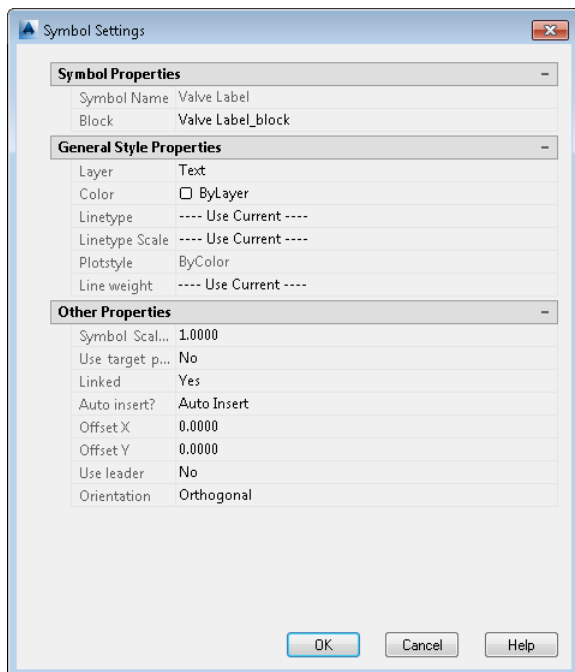 Symbol Settings
Symbol Properties
Symbol Name Valve Label
Block Valve Label_block
General Style Properties
Layer Text
Color ByLayer
Linetype ---- Use Current ----
Linetype Scale ---- Use Current ----
Plotstyle ByColor
Line weight ---- Use Current ----
Other Properties
Symbol Scal... 1.0000
Use target p... No
Linked Yes
Auto insert? Auto Insert
Offset X 0.0000
Offset Y 0.0000
Use leader No
Orientation Orthogonal
OK Cancel Help